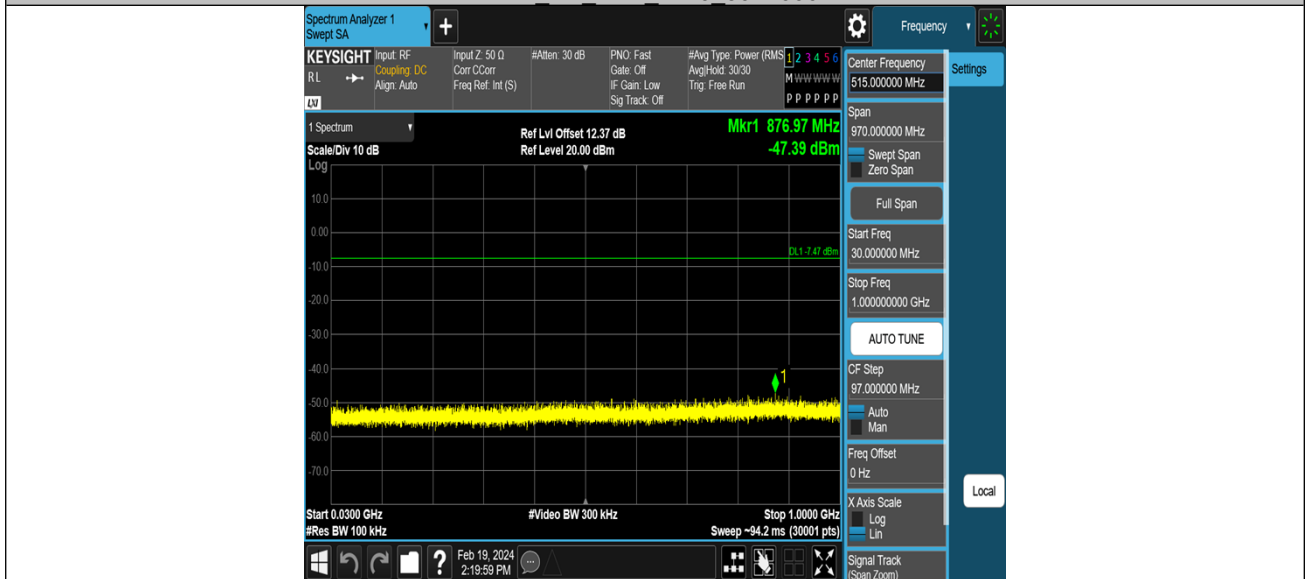 Spectrum Analyzer 1
Swept SA
+
Frequency
KEYSIGHT
RL
LXI
Input: RF
Coupling: DC
Align: Auto
Input Z: 50 Ω
Corr CCorr
Freq Ref: Int (S)
#Atten: 30 dB
PNO: Fast
Gate: Off
IF Gain: Low
Sig Track: Off
#Avg Type: Power (RMS
Avg|Hold: 30/30
Trig: Free Run
1 2 3 4 5 6
M W W W W W
P P P P P P
1 Spectrum
Scale/Div 10 dB
Log
Ref Lvl Offset 12.37 dB
Ref Level 20.00 dBm
Mkr1 876.97 MHz
-47.39 dBm
10.0
0.00
DL1 -7.47 dBm
-10.0
-20.0
-30.0
-40.0
1
-50.0
-60.0
-70.0
Start 0.0300 GHz
#Res BW 100 kHz
#Video BW 300 kHz
Stop 1.0000 GHz
Sweep ~94.2 ms (30001 pts)
?
Feb 19, 2024
2:19:59 PM
Center Frequency
515.000000 MHz
Settings
Span
970.000000 MHz
Swept Span
Zero Span
Full Span
Start Freq
30.000000 MHz
Stop Freq
1.000000000 GHz
AUTO TUNE
CF Step
97.000000 MHz
Auto
Man
Freq Offset
0 Hz
X Axis Scale
Log
Lin
Local
Signal Track
(Span Zoom)